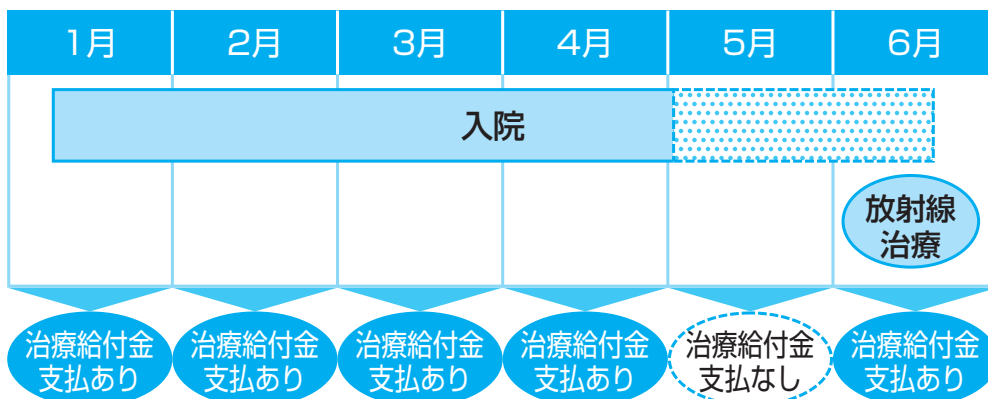 1月 2月 3月 4月 5月 6月
入院
放射線
治療
治療給付金
支払あり
治療給付金
支払あり
治療給付金
支払あり
治療給付金
支払あり
治療給付金
支払なし
治療給付金
支払あり